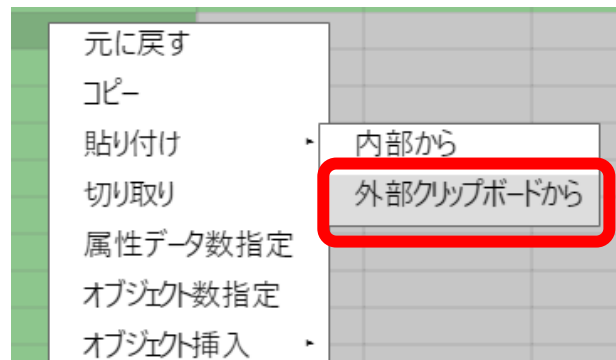 元に戻す
コピー
貼り付け
内部から
外部クリップボードから
切り取り
属性データ数指定
オブジェクト数指定
オブジェクト挿入